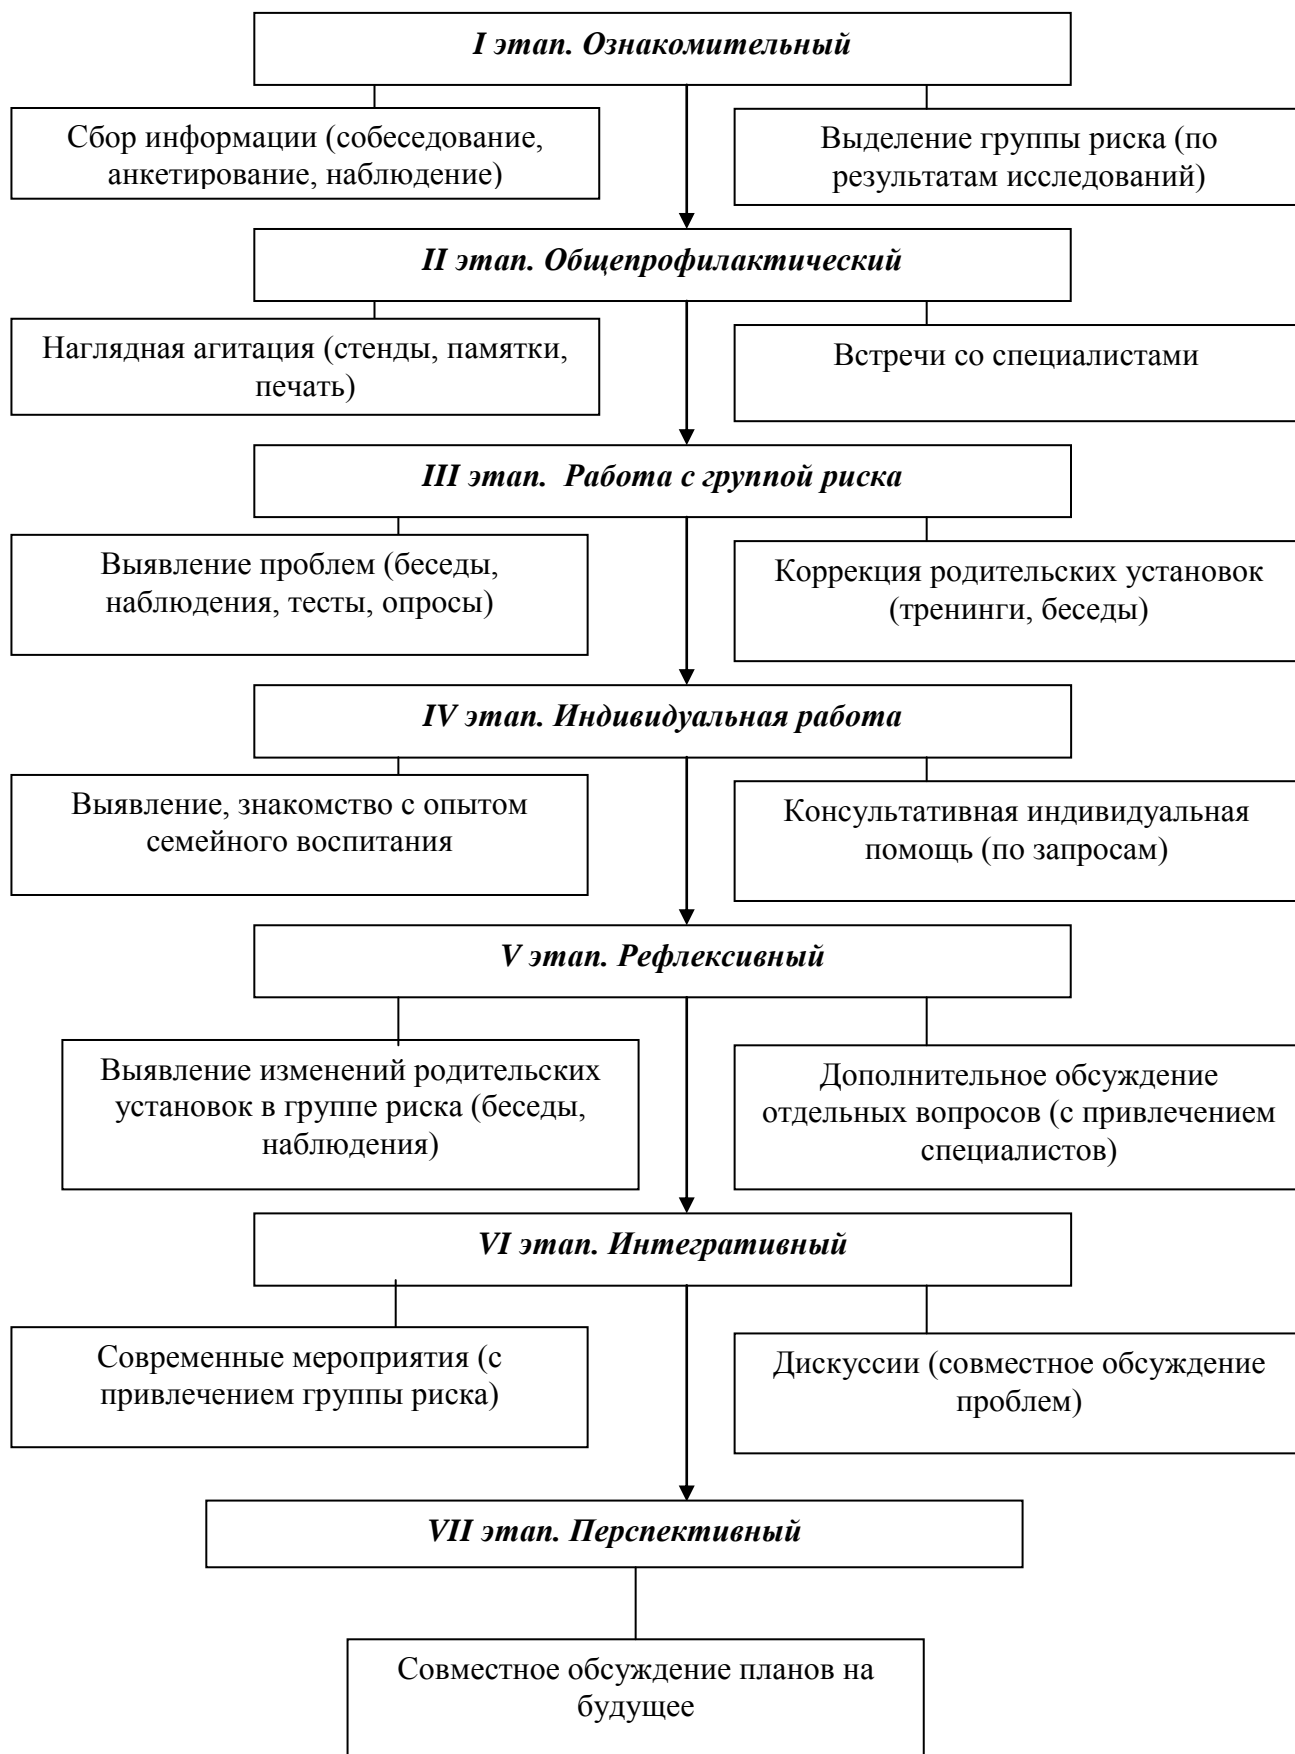 I этап. Ознакомительный
Сбор информации (собеседование,
анкетирование, наблюдение)
Выделение группы риска (по
результатам исследований)
II этап. Общепрофилактический
Наглядная агитация (стенды, памятки,
печать)
Встречи со специалистами
III этап.  Работа с группой риска
Выявление проблем (беседы,
наблюдения, тесты, опросы)
Коррекция родительских установок
(тренинги, беседы)
IV этап. Индивидуальная работа
Выявление, знакомство с опытом
семейного воспитания
Консультативная индивидуальная
помощь (по запросам)
V этап. Рефлексивный
Выявление изменений родительских
установок в группе риска (беседы,
наблюдения)
Дополнительное обсуждение
отдельных вопросов (с привлечением
специалистов)
VI этап. Интегративный
Современные мероприятия (с
привлечением группы риска)
Дискуссии (совместное обсуждение
проблем)
VII этап. Перспективный
Совместное обсуждение планов на
будущее